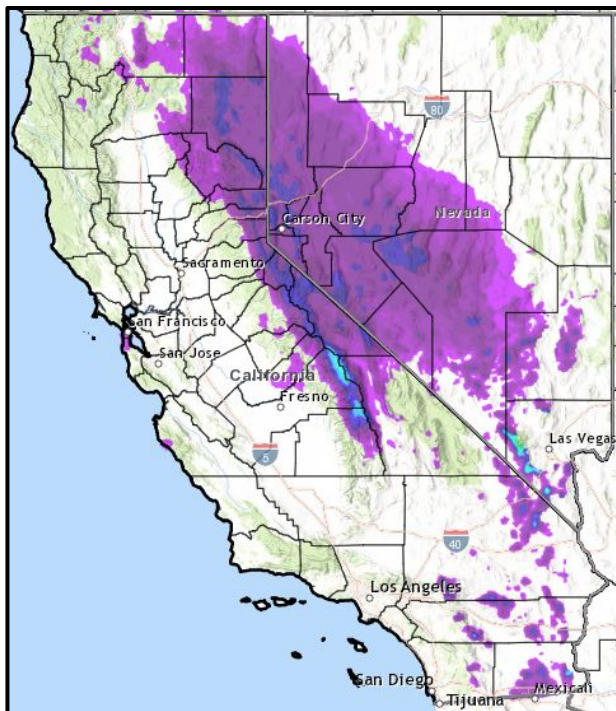 80
Nevada
Carson City
Sacramento
San Francisco
San Jose
California
Fresno
5
Las Vegas
40
Los Angeles
San Diego
Mexicali
Tijuana